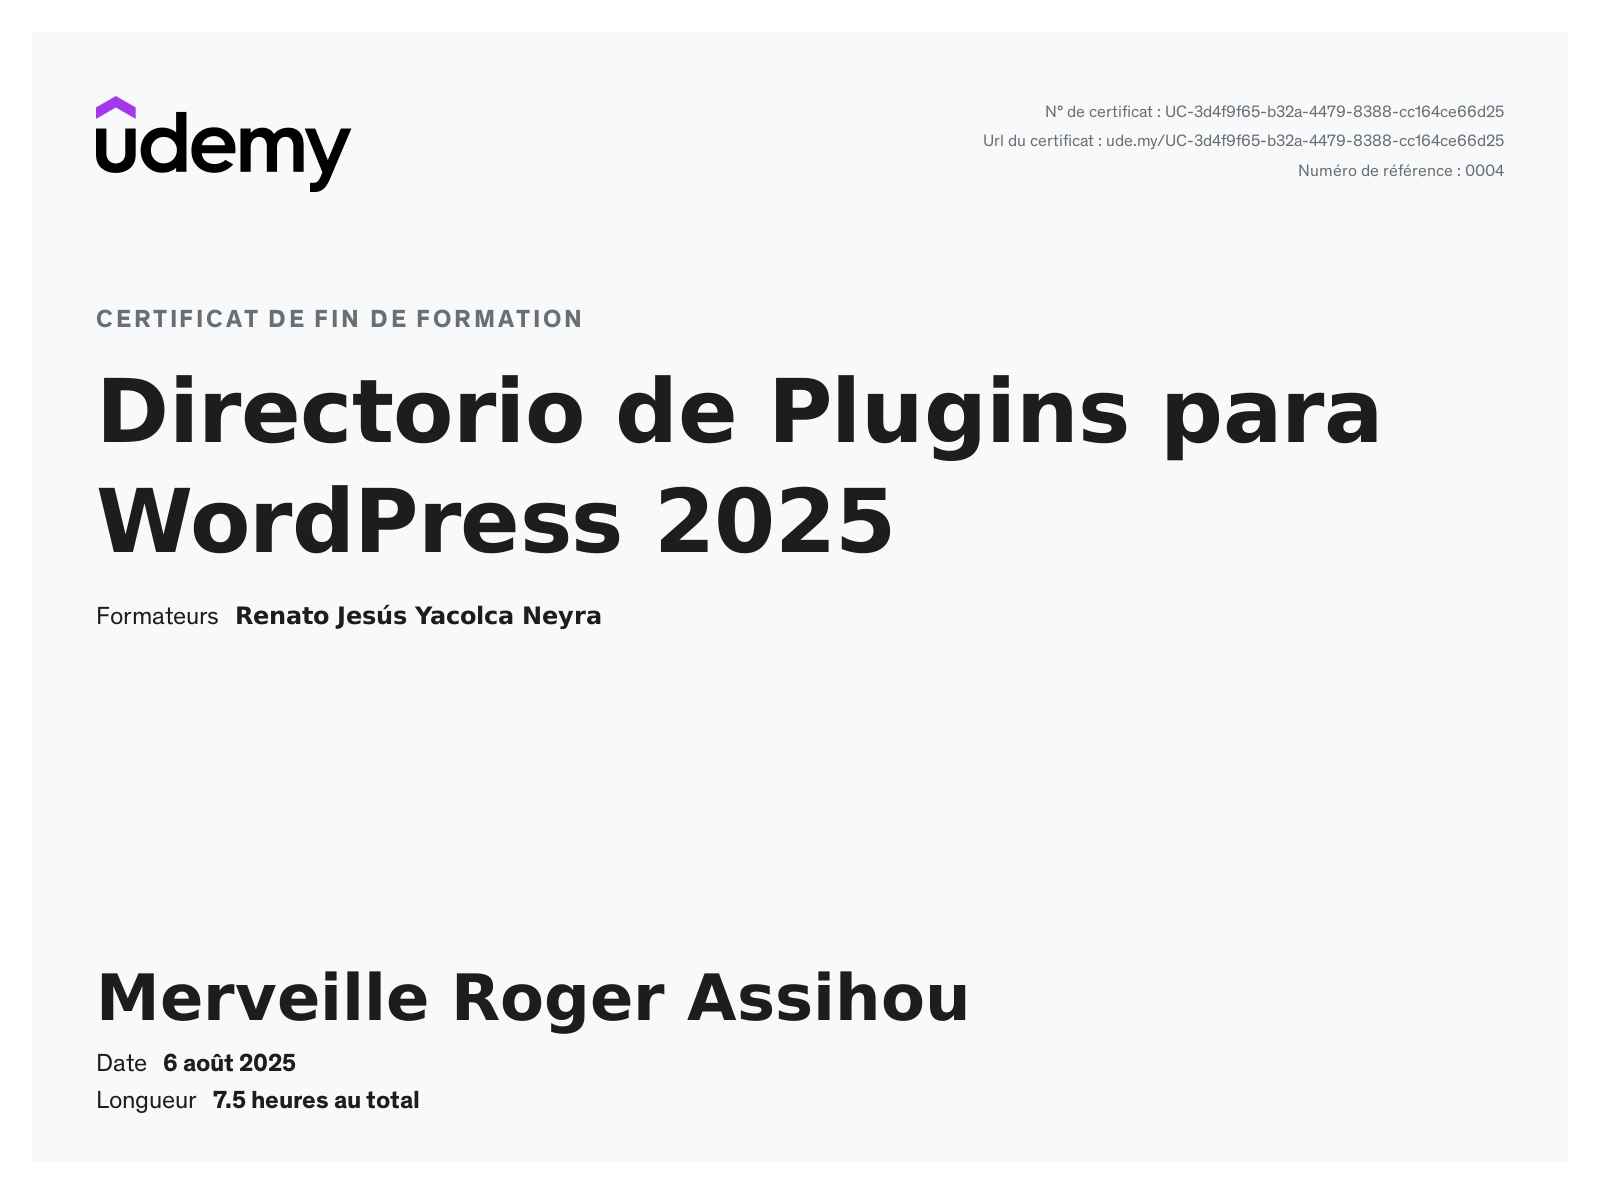 udemy
N° de certificat : UC-3d4f9f65-b32a-4479-8388-cc164ce66d25
Url du certificat : ude.my/UC-3d4f9f65-b32a-4479-8388-cc164ce66d25
Numéro de référence : 0004
CERTIFICAT DE FIN DE FORMATION
Directorio de Plugins para
WordPress 2025
Formateurs Renato Jesús Yacolca Neyra
Merveille Roger Assihou
Date 6 août 2025
Longueur 7.5 heures au total